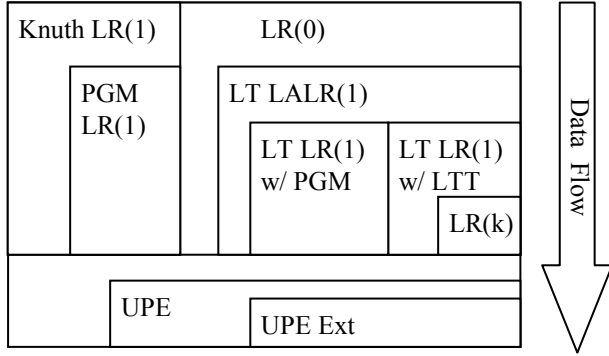 Knuth LR(1)
LR(0)
PGM
LR(1)
LT LALR(1)
LT LR(1)
w/ PGM
LT LR(1)
w/ LTT
LR(k)
UPE
UPE Ext
Data Flow